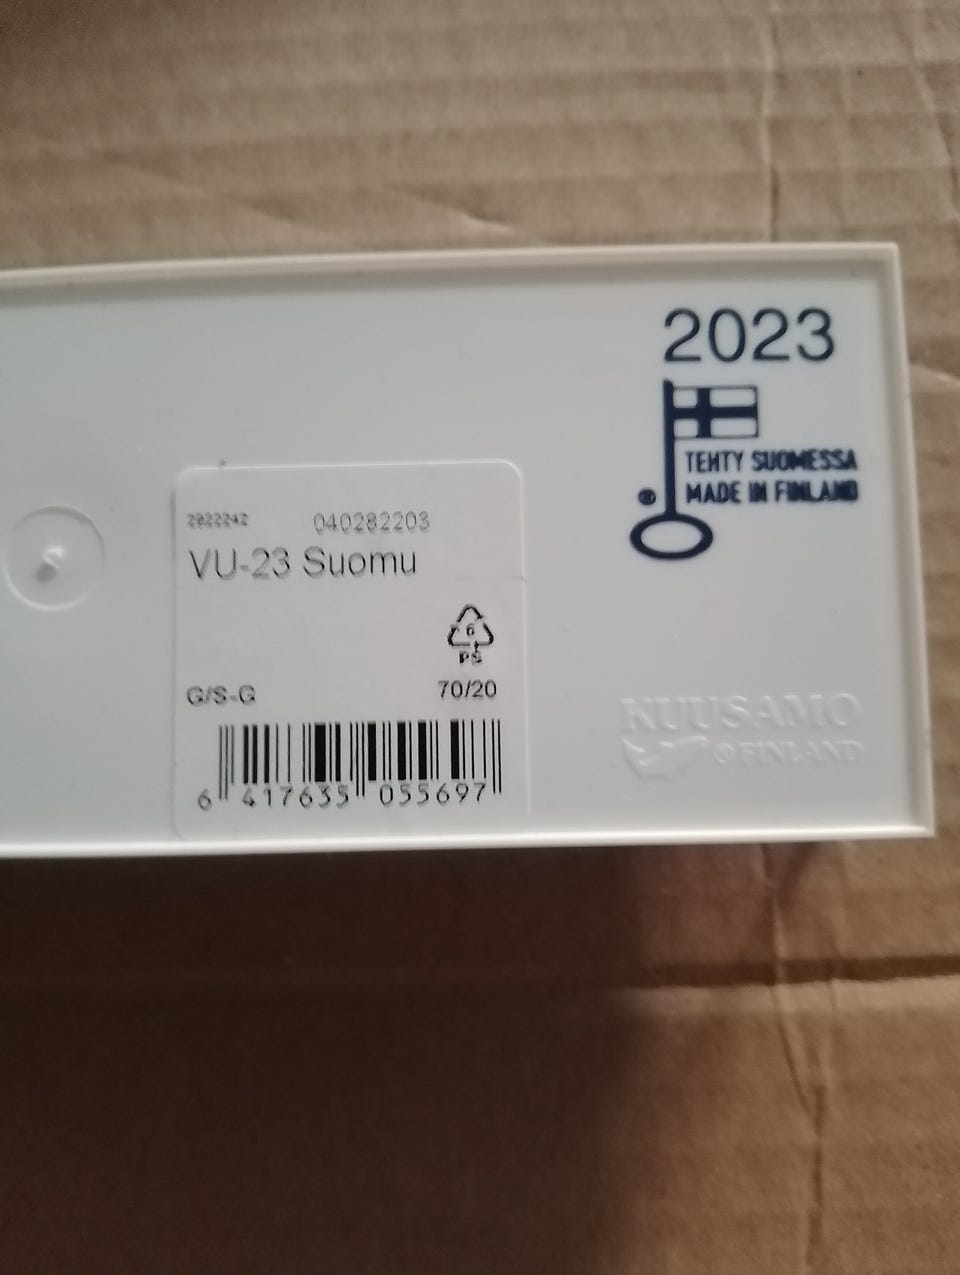 2023
TEHTY SUOMESSA
® MADE IN FINLAND
2822242 040282203
VU-23 Suomu
6
PS
G/S-G 70/20
6 417635 055697
KUUSAMO
® FINLAND